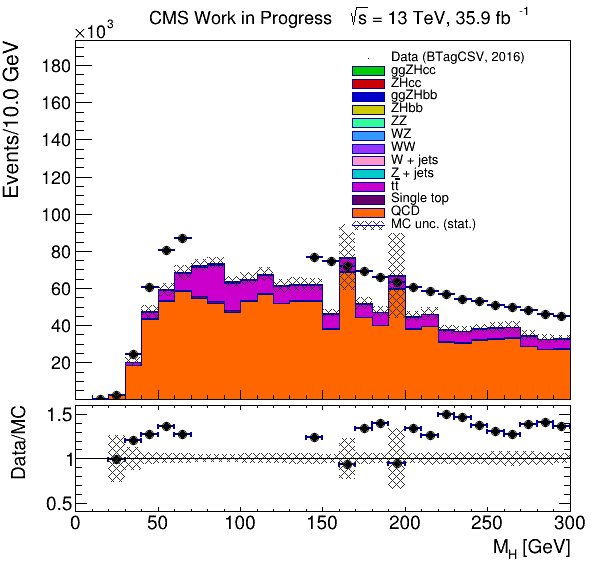 CMS Work in Progress √s = 13 TeV, 35.9 fb⁻¹
×10³
Events/10.0 GeV
180
160
140
120
100
80
60
40
20
Data (BTagCSV, 2016)
ggZHcc
ZHcc
ggZHbb
ZHbb
ZZ
WZ
WW
W + jets
Z + jets
tt̅
Single top
QCD
MC unc. (stat.)
Data/MC
1.5
1
0.5
0 50 100 150 200 250 300
M_H [GeV]